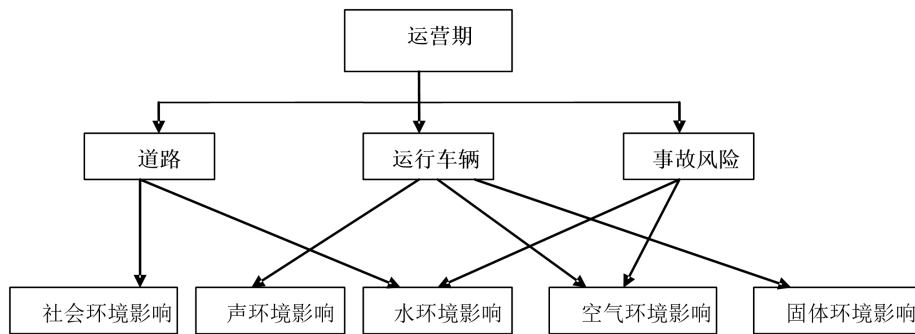 运营期
道路
运行车辆
事故风险
社会环境影响
声环境影响
水环境影响
空气环境影响
固体环境影响